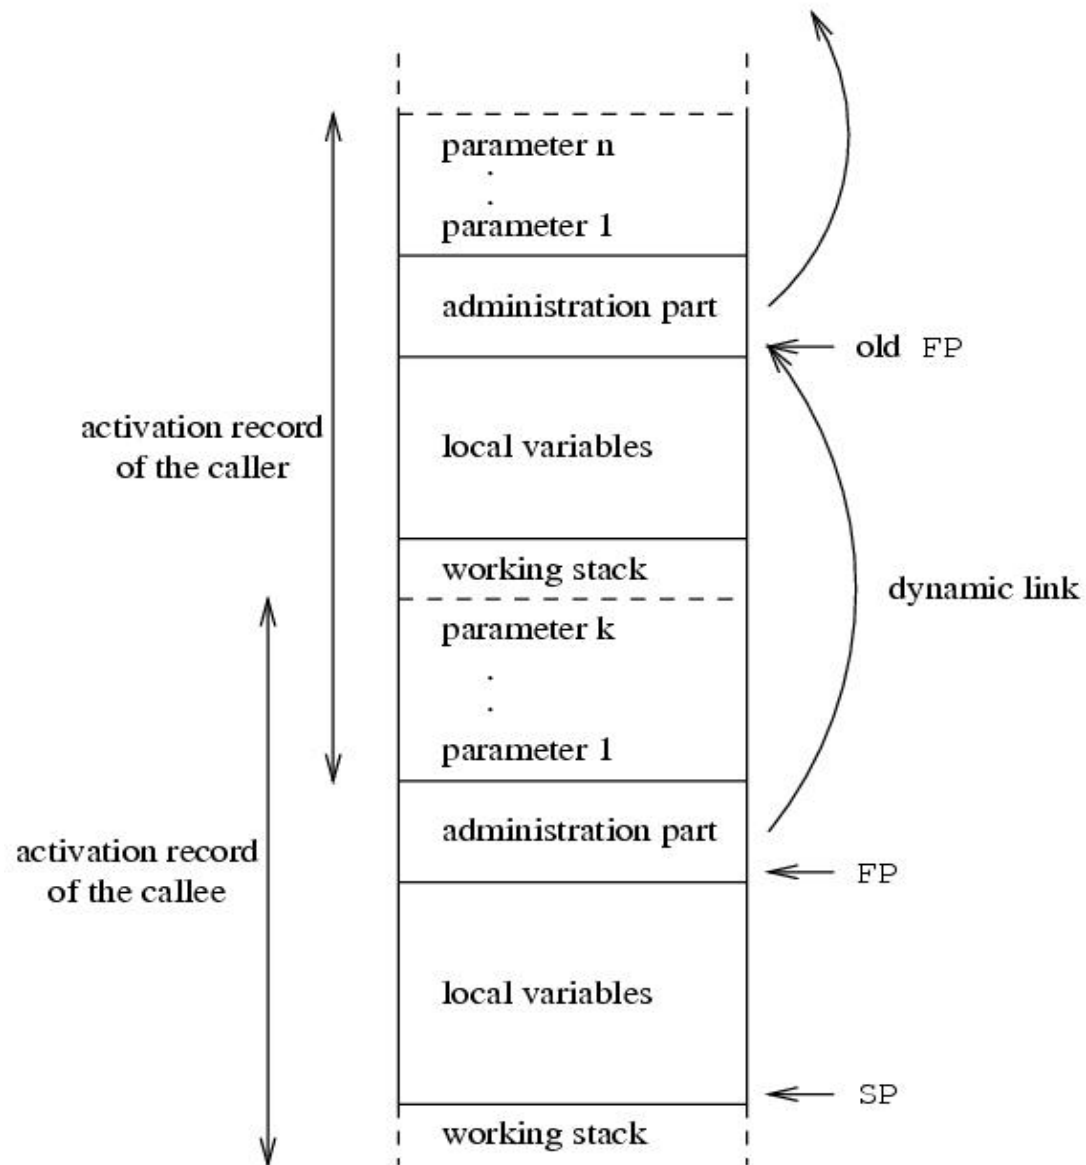 parameter n
.
.
parameter 1
administration part
old FP
activation record
of the caller
local variables
working stack
dynamic link
parameter k
.
.
parameter 1
administration part
activation record
of the callee
FP
local variables
SP
working stack